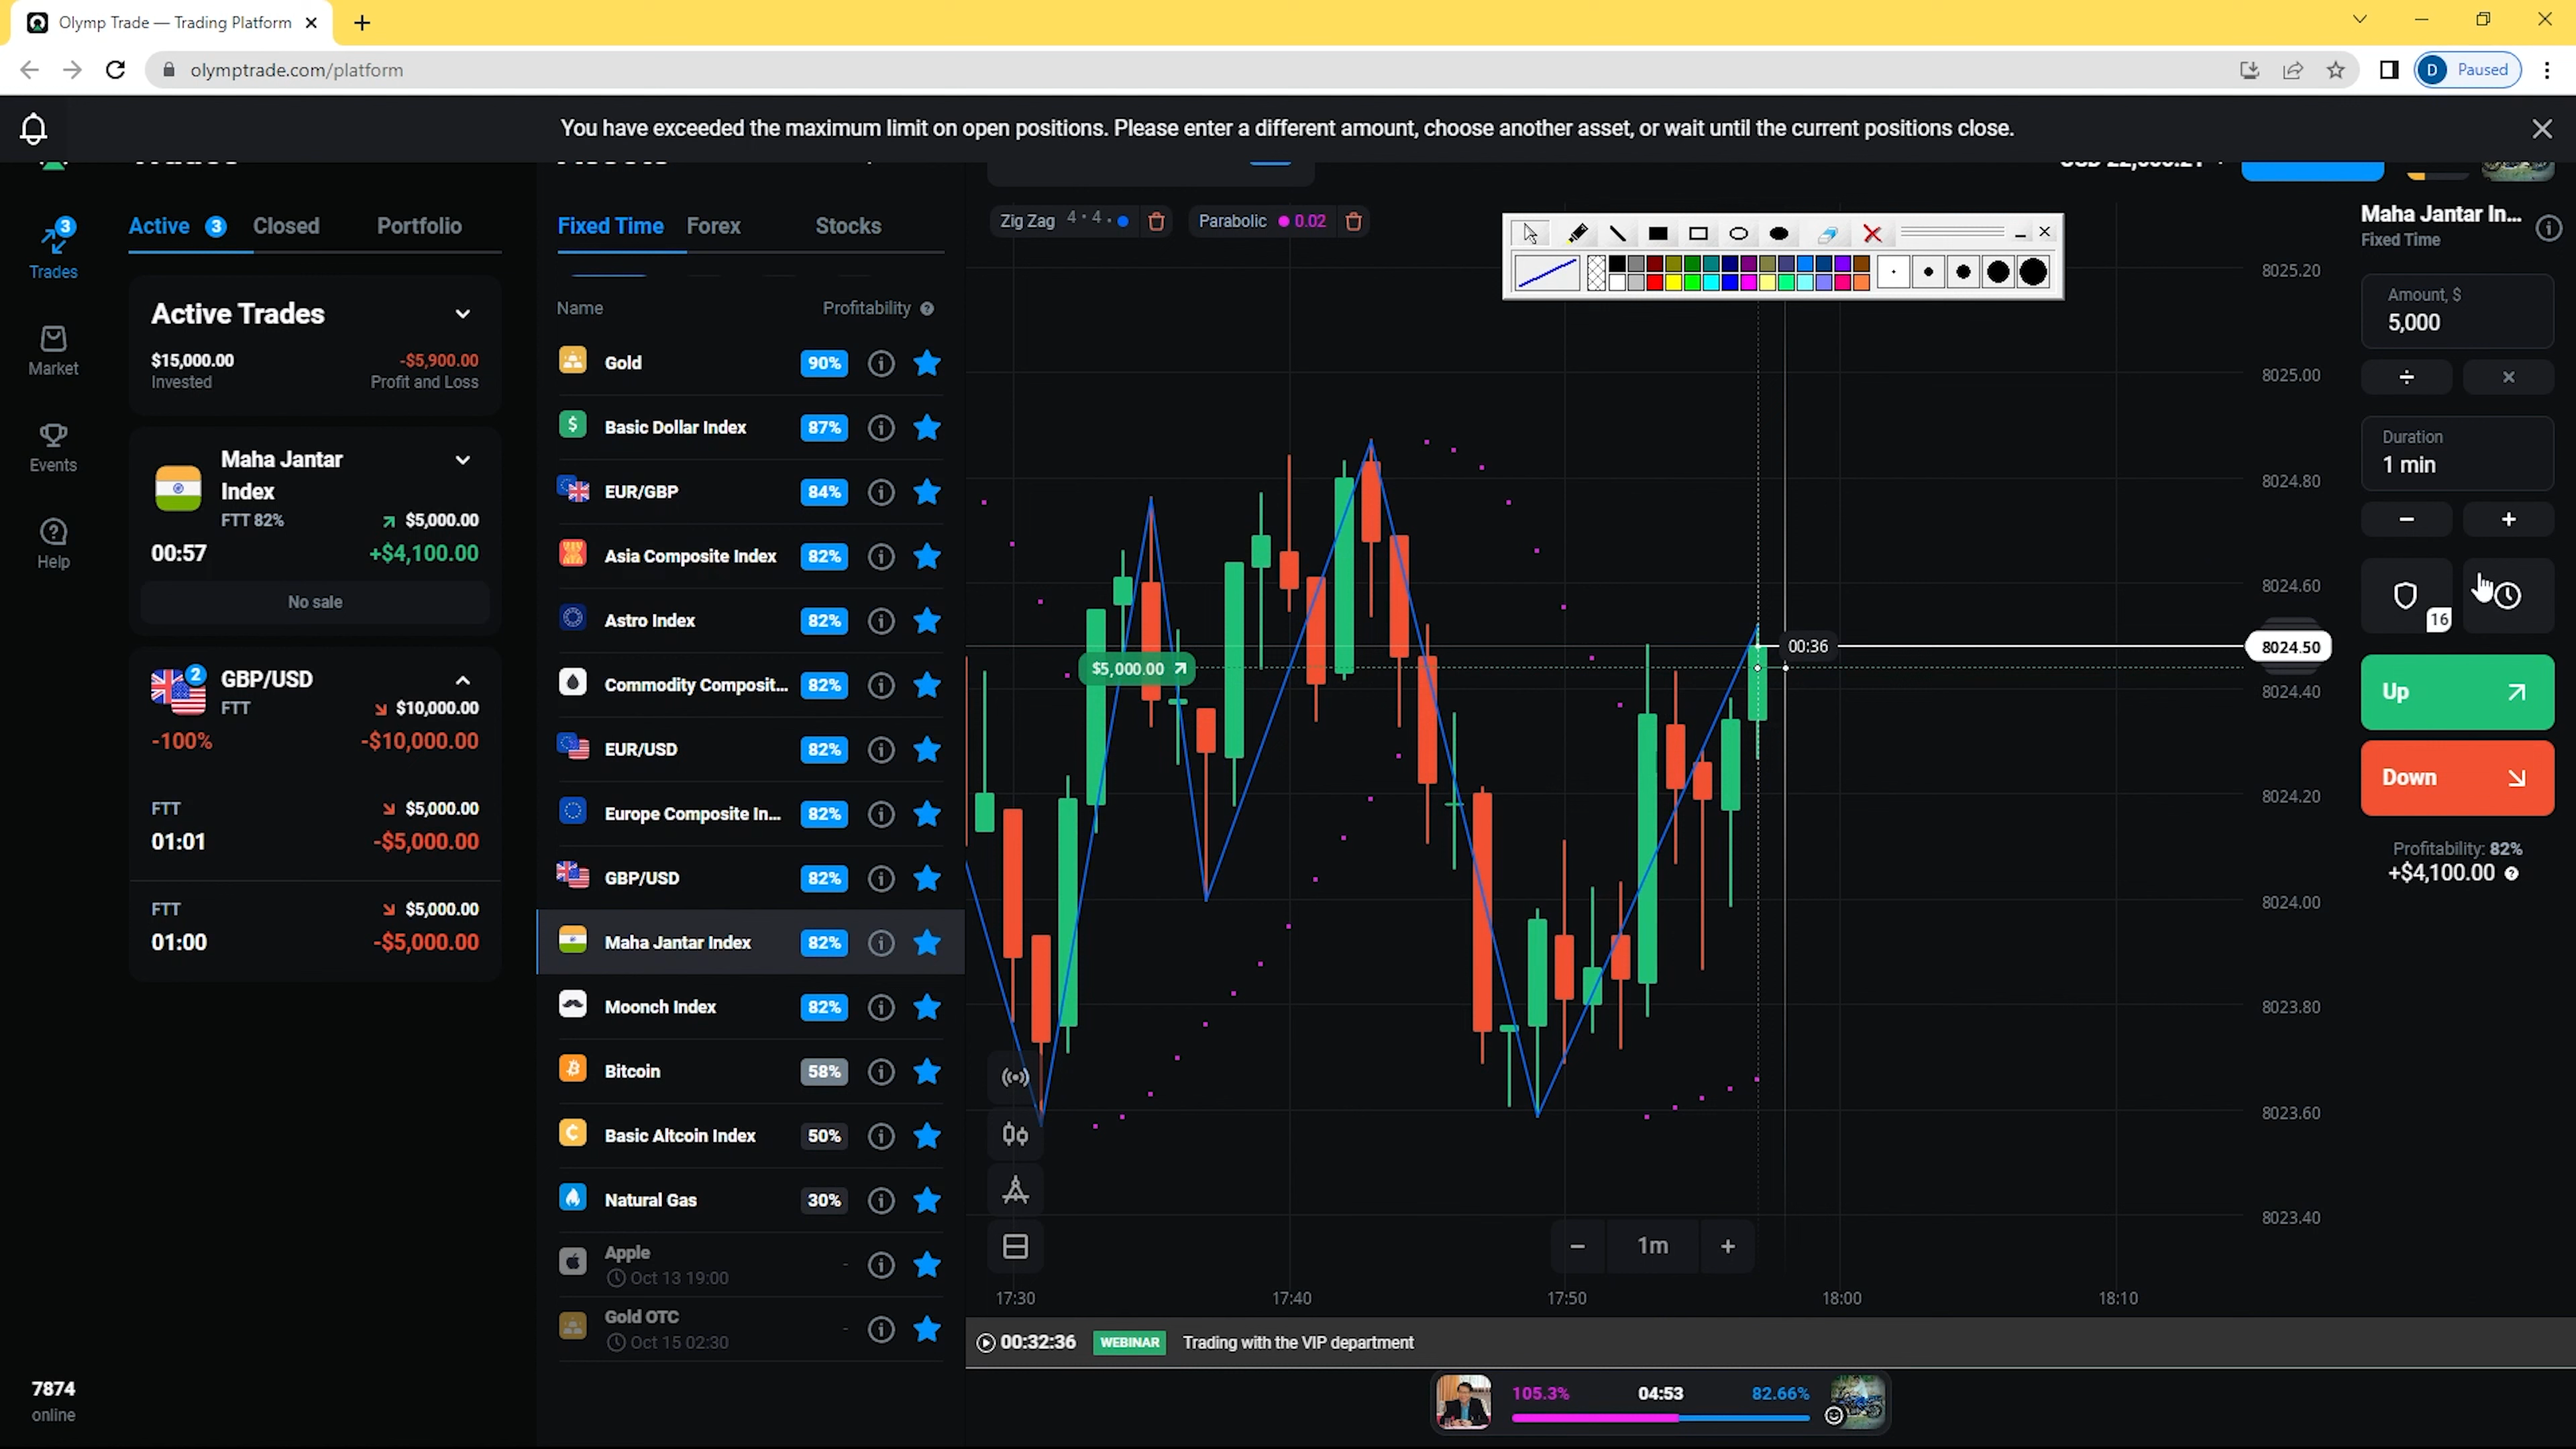 Olymp Trade — Trading Platform
olymptrade.com/platform
D Paused
You have exceeded the maximum limit on open positions. Please enter a different amount, choose another asset, or wait until the current positions close.
3
Trades
Market
Events
Help
7874
online
Active 3 Closed Portfolio
Active Trades
$15,000.00 -$5,900.00
Invested Profit and Loss
Maha Jantar
Index
FTT 82% $5,000.00
00:57 +$4,100.00
No sale
2 GBP/USD
FTT $10,000.00
-100% -$10,000.00
FTT $5,000.00
01:01 -$5,000.00
FTT $5,000.00
01:00 -$5,000.00
Fixed Time Forex Stocks
Name Profitability ?
Gold 90%
Basic Dollar Index 87%
EUR/GBP 84%
Asia Composite Index 82%
Astro Index 82%
Commodity Composit... 82%
EUR/USD 82%
Europe Composite In... 82%
GBP/USD 82%
Maha Jantar Index 82%
Moonch Index 82%
Bitcoin 58%
Basic Altcoin Index 50%
Natural Gas 30%
Apple -
Oct 13 19:00
Gold OTC -
Oct 15 02:30
Zig Zag 4 • 4 •
Parabolic 0.02
$5,000.00
00:36
8025.20
8025.00
8024.80
8024.60
8024.50
8024.40
8024.20
8024.00
8023.80
8023.60
8023.40
1m
17:30 17:40 17:50 18:00 18:10
00:32:36 WEBINAR Trading with the VIP department
105.3% 04:53 82.66%
Maha Jantar In...
Fixed Time
Amount, $
5,000
÷ ×
Duration
1 min
− +
16
Up
Down
Profitability: 82%
+$4,100.00 ?